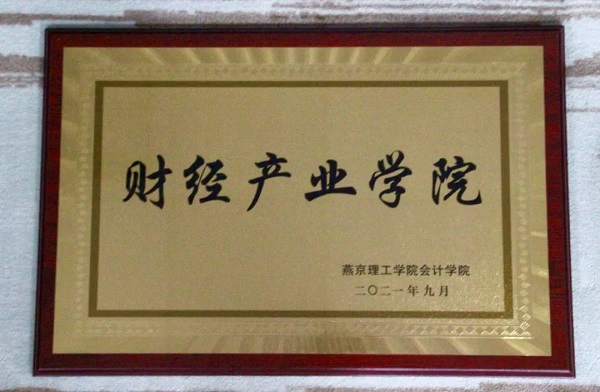 财经产业学院
燕京理工学院会计学院
二〇二一年九月